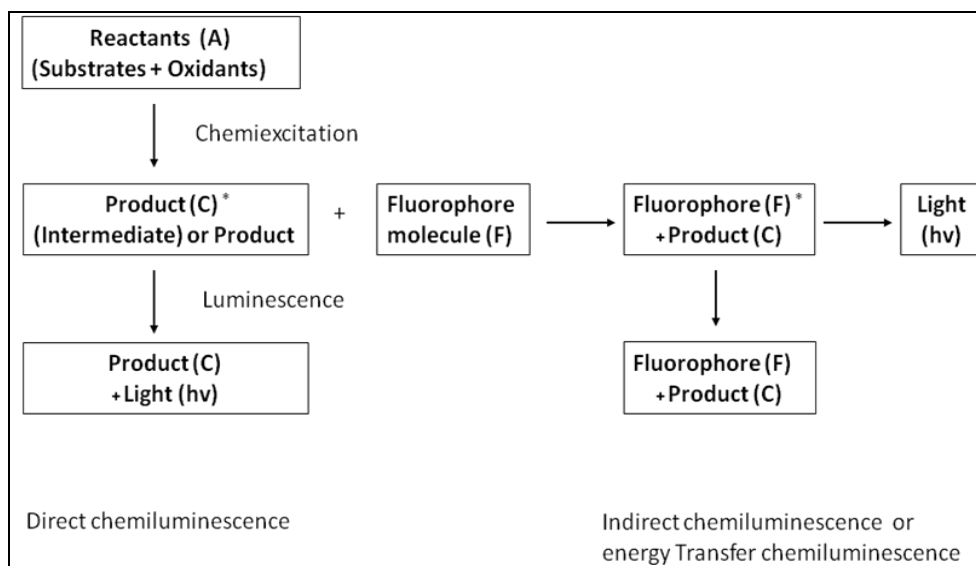 Reactants (A)
(Substrates + Oxidants)
Chemiexcitation
Product (C) *
(Intermediate) or Product
+
Fluorophore
molecule (F)
Fluorophore (F) *
+ Product (C)
Light
(hv)
Luminescence
Product (C)
+ Light (hv)
Fluorophore (F)
+ Product (C)
Direct chemiluminescence
Indirect chemiluminescence or
energy Transfer chemiluminescence